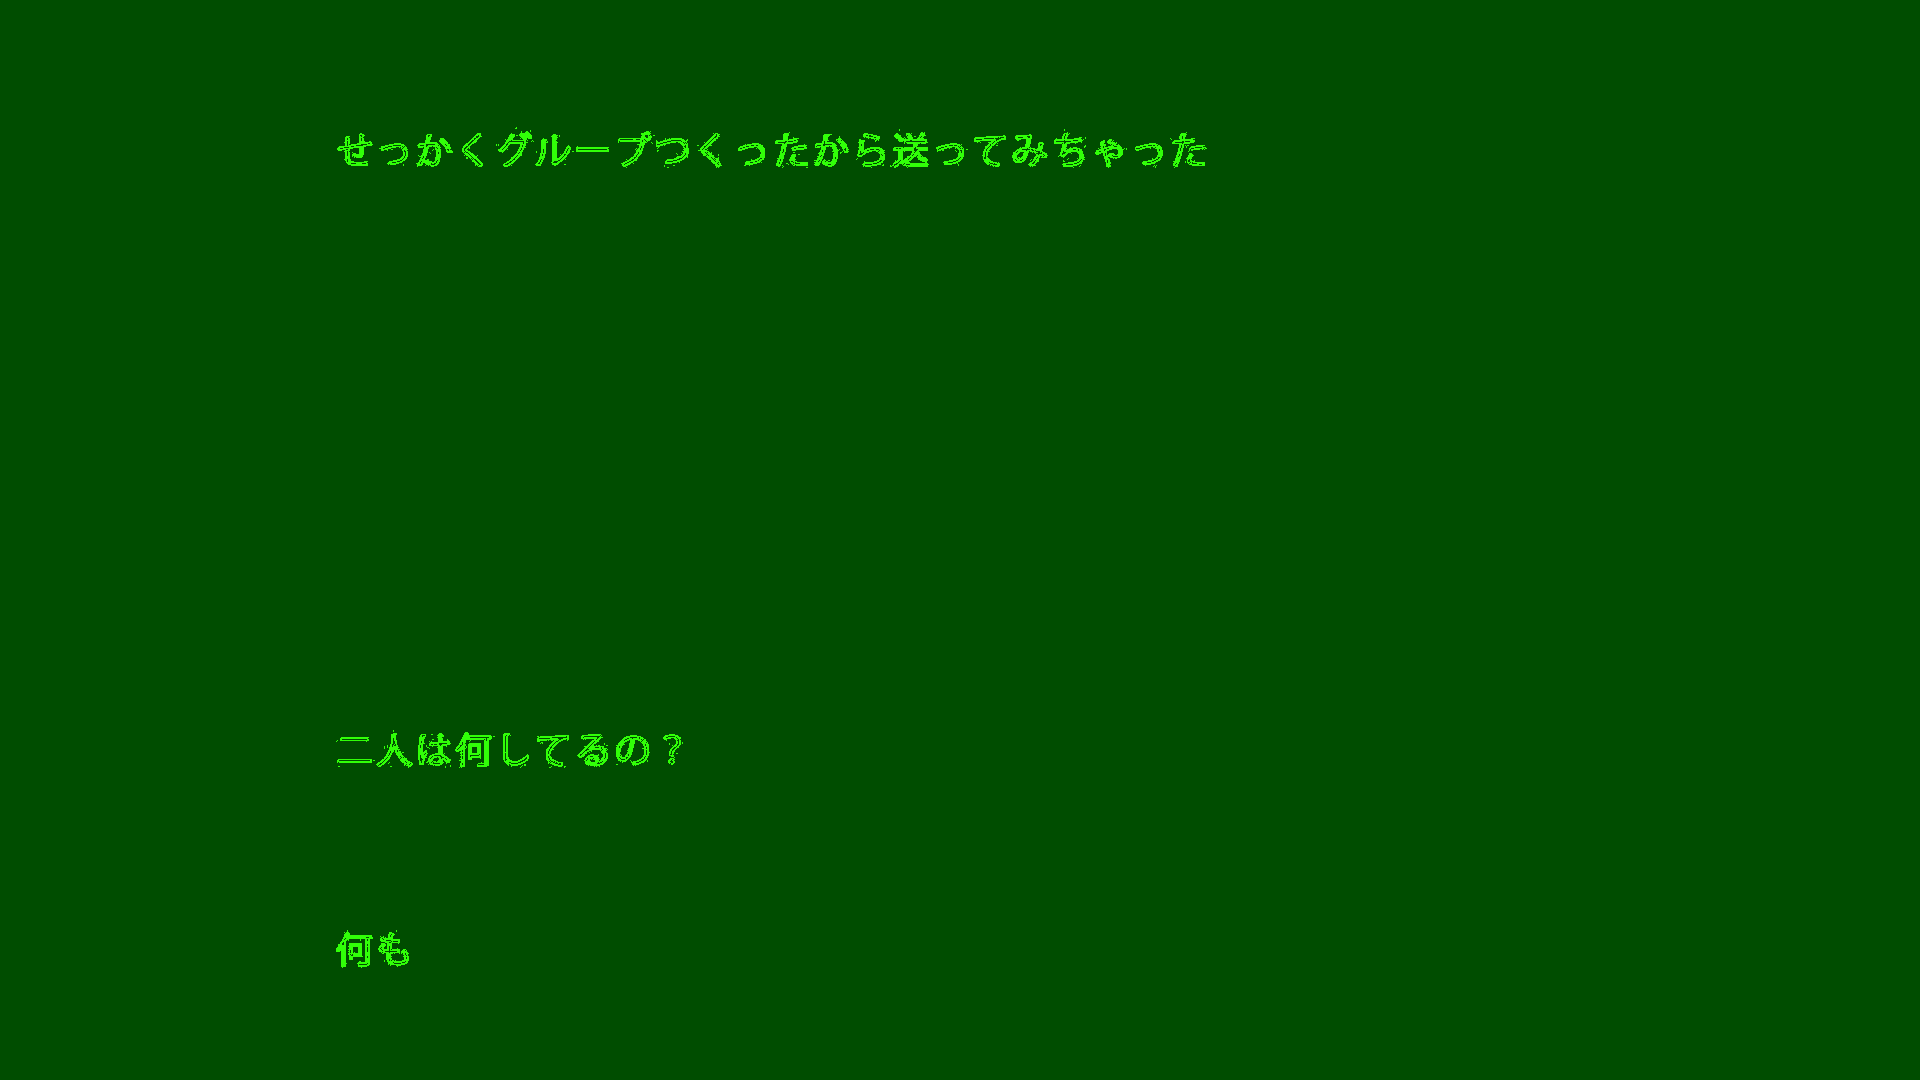 せっかくグループつくったから送ってみちゃった
二人は何してるの？
何も